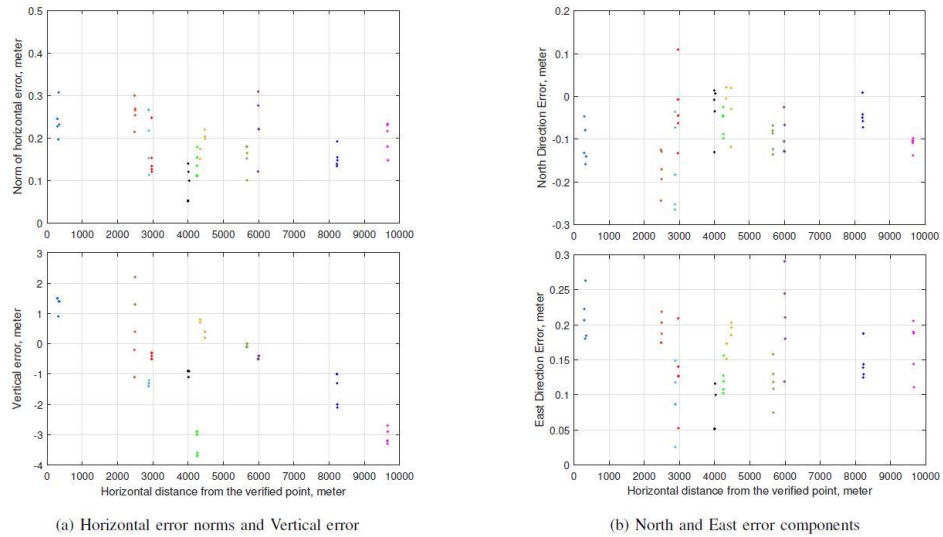 0.5
0.4
0.3
0.2
0.1
0
Norm of horizontal error, meter
0 1000 2000 3000 4000 5000 6000 7000 8000 9000 10000
3
2
1
0
-1
-2
-3
-4
Vertical error, meter
0 1000 2000 3000 4000 5000 6000 7000 8000 9000 10000
Horizontal distance from the verified point, meter
(a) Horizontal error norms and Vertical error
0.2
0.1
0
-0.1
-0.2
-0.3
North Direction Error, meter
0 1000 2000 3000 4000 5000 6000 7000 8000 9000 10000
0.3
0.25
0.2
0.15
0.1
0.05
0
East Direction Error, meter
0 1000 2000 3000 4000 5000 6000 7000 8000 9000 10000
Horizontal distance from the verified point, meter
(b) North and East error components